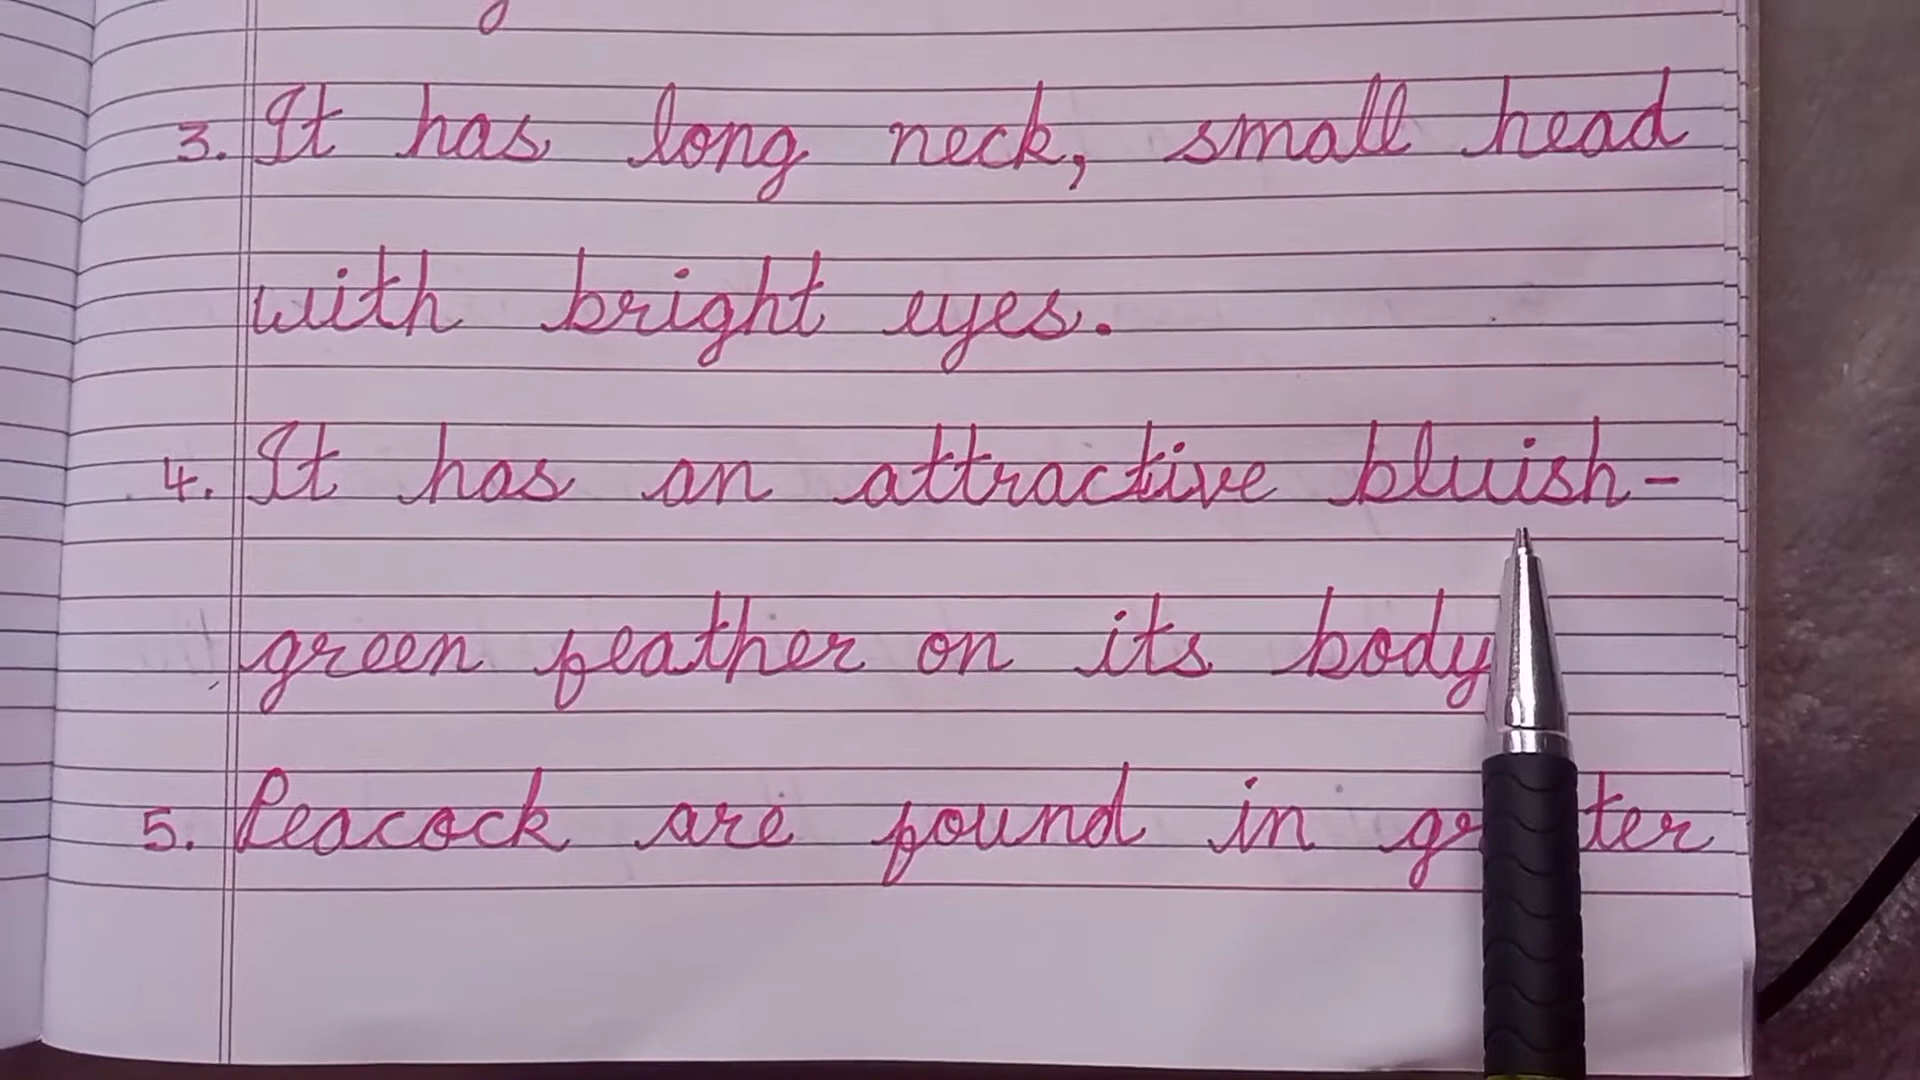 3. It has long neck, small head
with bright eyes.
4. It has an attractive bluish-
green feather on its body
5. Peacock are found in